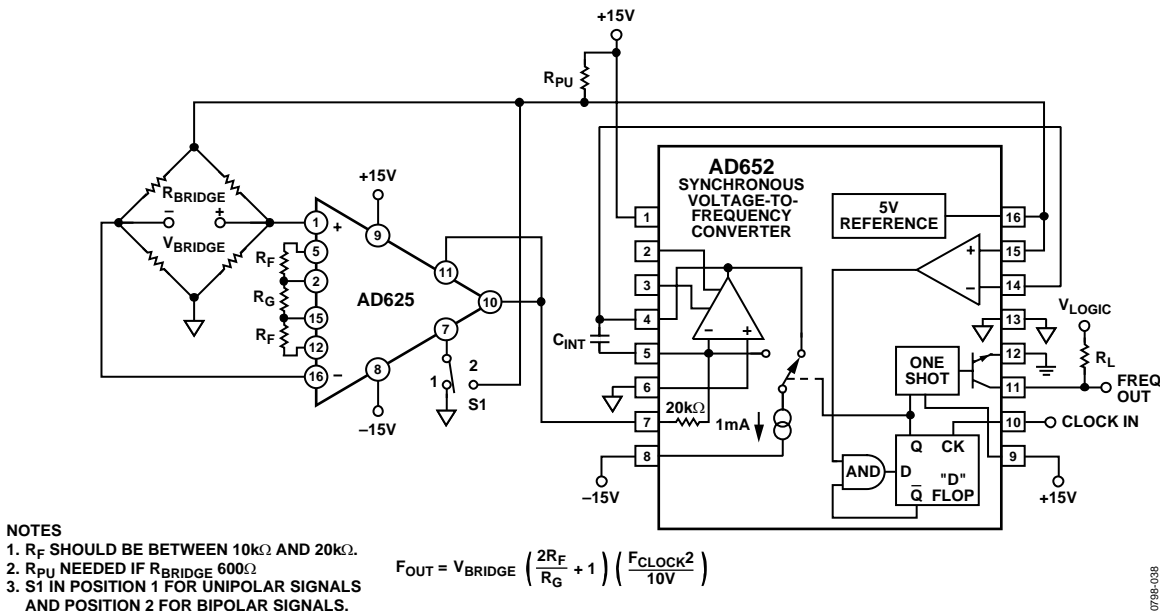 +15V
RPU
RBRIDGE
–
+
VBRIDGE
+15V
1
+
5
RF
2
RG
15
RF
12
16
–
9
11
AD625
10
7
8
–15V
1
2
S1
CINT
AD652
SYNCHRONOUS
VOLTAGE-TO-
FREQUENCY
CONVERTER
5V
REFERENCE
1
2
3
4
5
6
7
8
–15V
–
+
20kΩ
1mA
+
–
AND
ONE
SHOT
Q
CK
D
"D"
Q
FLOP
16
15
14
13
12
11
10
9
VLOGIC
RL
FREQ
OUT
CLOCK IN
+15V
NOTES
1. RF SHOULD BE BETWEEN 10kΩ AND 20kΩ.
2. RPU NEEDED IF RBRIDGE 600Ω
3. S1 IN POSITION 1 FOR UNIPOLAR SIGNALS
AND POSITION 2 FOR BIPOLAR SIGNALS.
FOUT = VBRIDGE (2RF/RG + 1) (FCLOCK2/10V)
0798-038